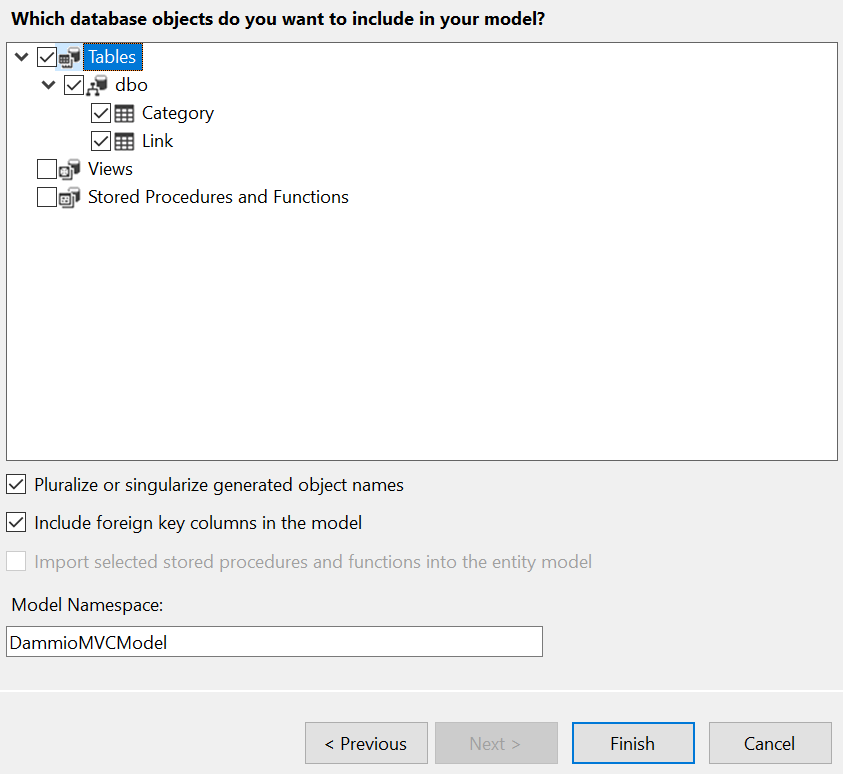 Which database objects do you want to include in your model?
Tables
dbo
Category
Link
Views
Stored Procedures and Functions
Pluralize or singularize generated object names
Include foreign key columns in the model
Import selected stored procedures and functions into the entity model
Model Namespace:
DammioMVCModel
< Previous
Next >
Finish
Cancel